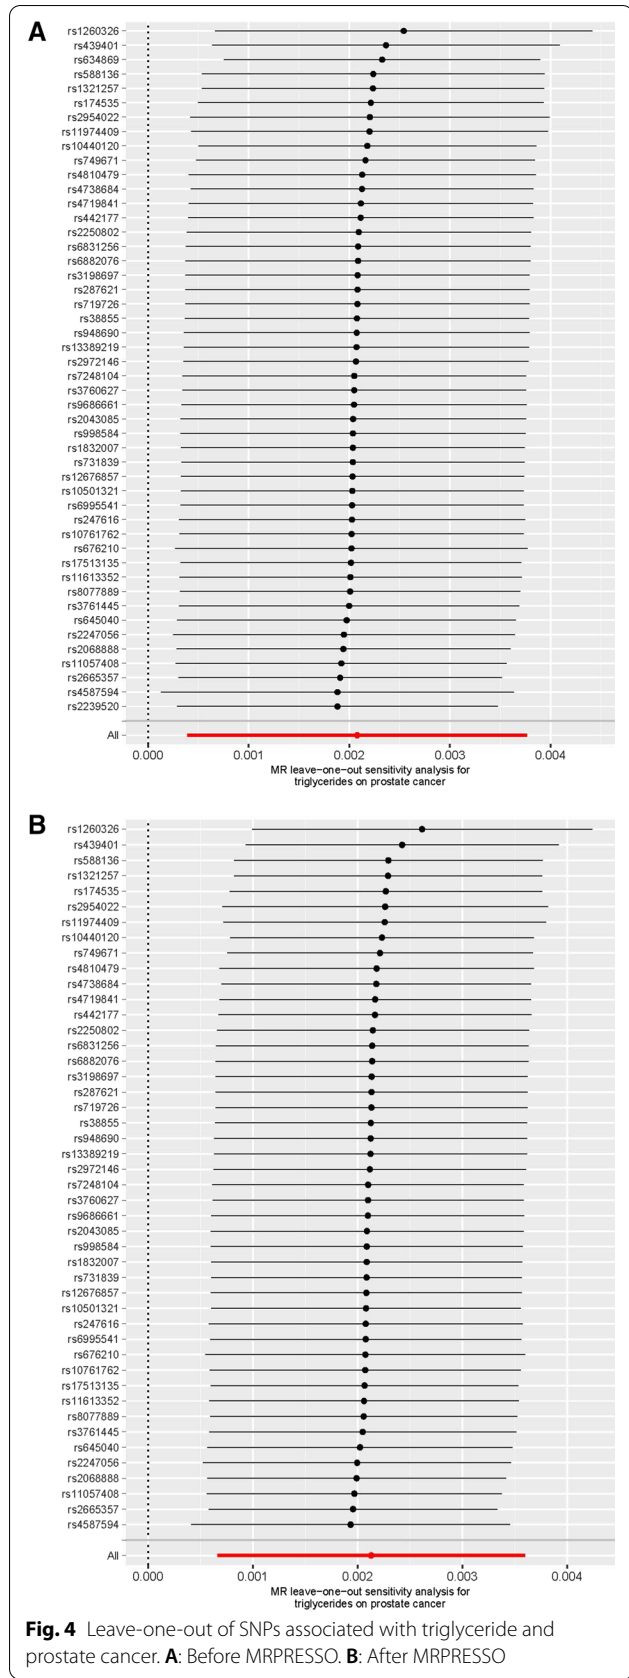 A
rs1260326
rs439401
rs634869
rs588136
rs1321257
rs174535
rs2954022
rs11974409
rs10440120
rs749671
rs4810479
rs4738684
rs4719841
rs442177
rs2250802
rs6831256
rs6882076
rs3198697
rs287621
rs719726
rs38855
rs948690
rs13389219
rs2972146
rs7248104
rs3760627
rs9686661
rs2043085
rs998584
rs1832007
rs731839
rs12676857
rs10501321
rs6995541
rs247616
rs10761762
rs676210
rs17513135
rs11613352
rs8077889
rs3761445
rs645040
rs2247056
rs2068888
rs11057408
rs2665357
rs4587594
rs2239520
All
0.000 0.001 0.002 0.003 0.004
MR leave−one−out sensitivity analysis for
triglycerides on prostate cancer
B
rs1260326
rs439401
rs588136
rs1321257
rs174535
rs2954022
rs11974409
rs10440120
rs749671
rs4810479
rs4738684
rs4719841
rs442177
rs2250802
rs6831256
rs6882076
rs3198697
rs287621
rs719726
rs38855
rs948690
rs13389219
rs2972146
rs7248104
rs3760627
rs9686661
rs2043085
rs998584
rs1832007
rs731839
rs12676857
rs10501321
rs247616
rs6995541
rs676210
rs10761762
rs17513135
rs11613352
rs8077889
rs3761445
rs645040
rs2247056
rs2068888
rs11057408
rs2665357
rs4587594
All
0.000 0.001 0.002 0.003 0.004
MR leave−one−out sensitivity analysis for
triglycerides on prostate cancer
Fig. 4 Leave-one-out of SNPs associated with triglyceride and
prostate cancer. A: Before MRPRESSO. B: After MRPRESSO